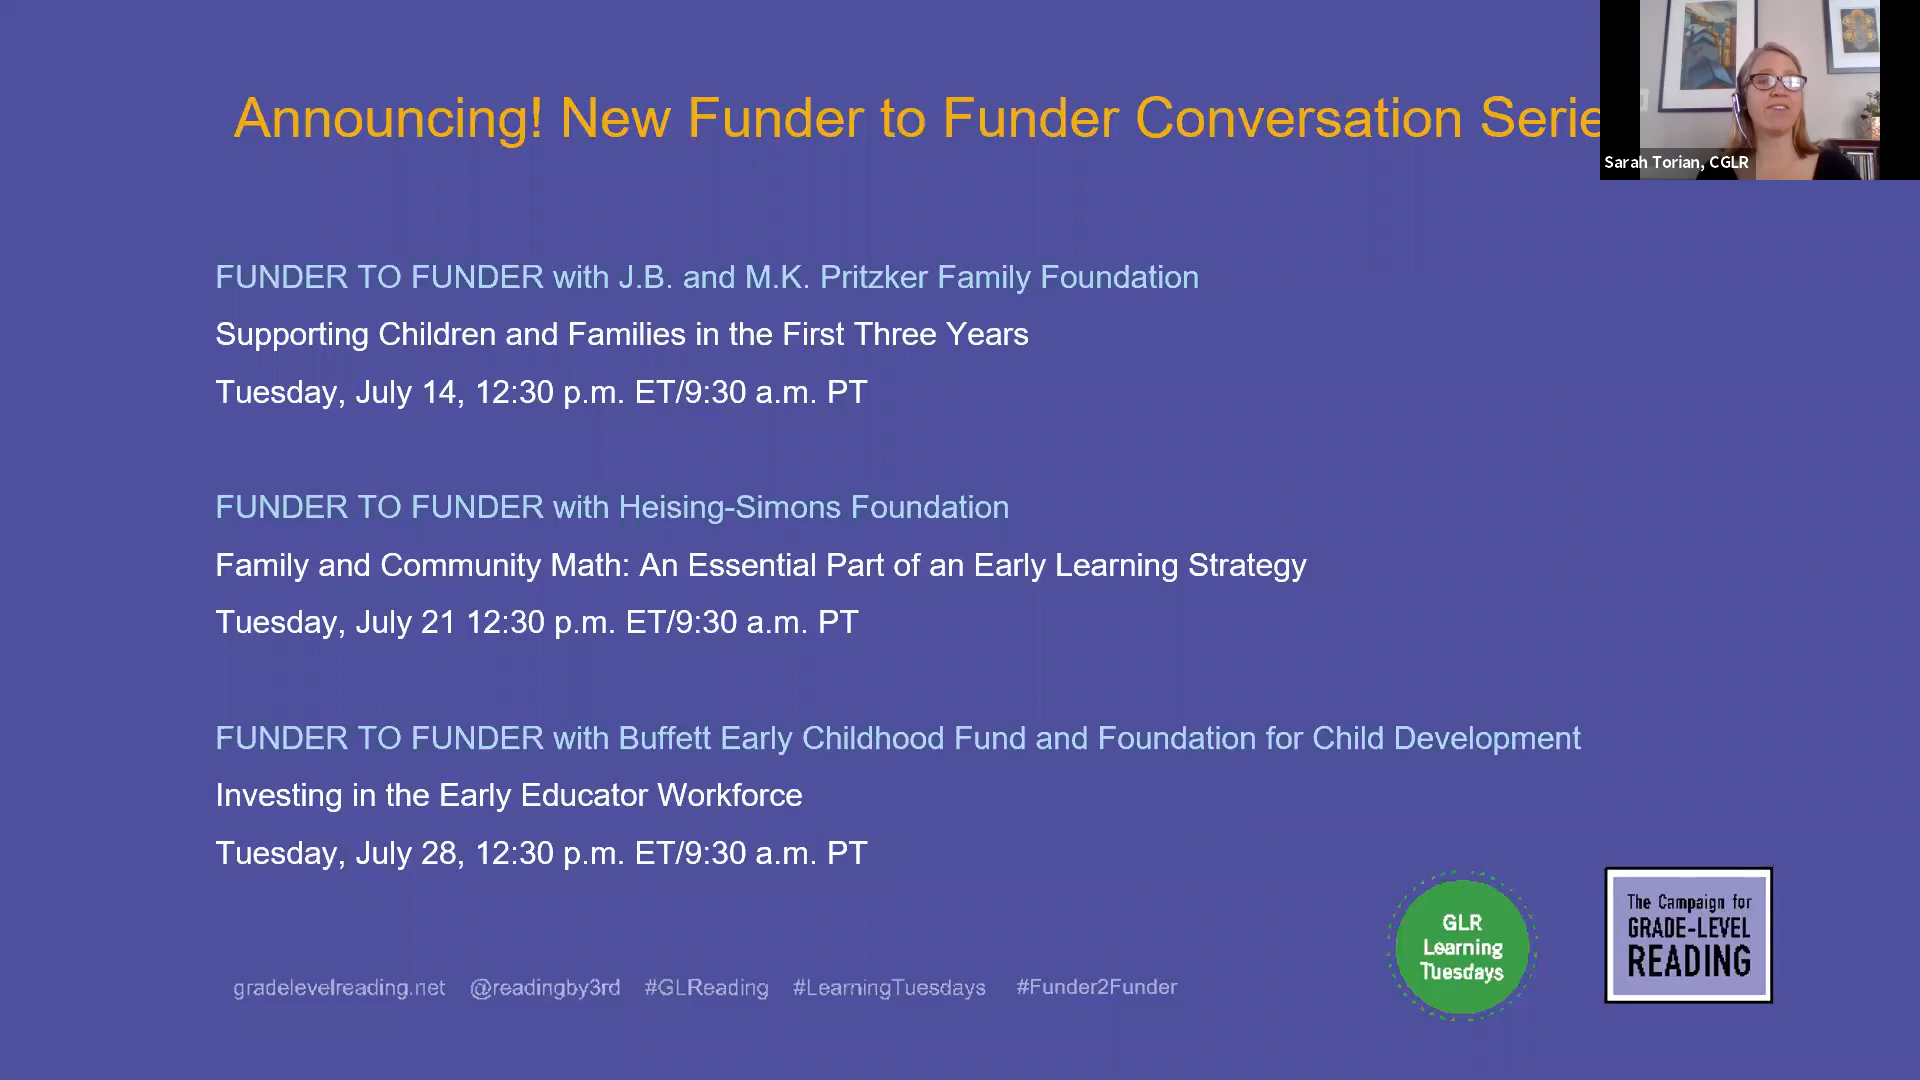 Announcing! New Funder to Funder Conversation Serie
Sarah Torian, CGLR
FUNDER TO FUNDER with J.B. and M.K. Pritzker Family Foundation
Supporting Children and Families in the First Three Years
Tuesday, July 14, 12:30 p.m. ET/9:30 a.m. PT
FUNDER TO FUNDER with Heising-Simons Foundation
Family and Community Math: An Essential Part of an Early Learning Strategy
Tuesday, July 21 12:30 p.m. ET/9:30 a.m. PT
FUNDER TO FUNDER with Buffett Early Childhood Fund and Foundation for Child Development
Investing in the Early Educator Workforce
Tuesday, July 28, 12:30 p.m. ET/9:30 a.m. PT
GLR
Learning
Tuesdays
The Campaign for
GRADE-LEVEL
READING
gradelevelreading.net @readingby3rd #GLReading #LearningTuesdays #Funder2Funder